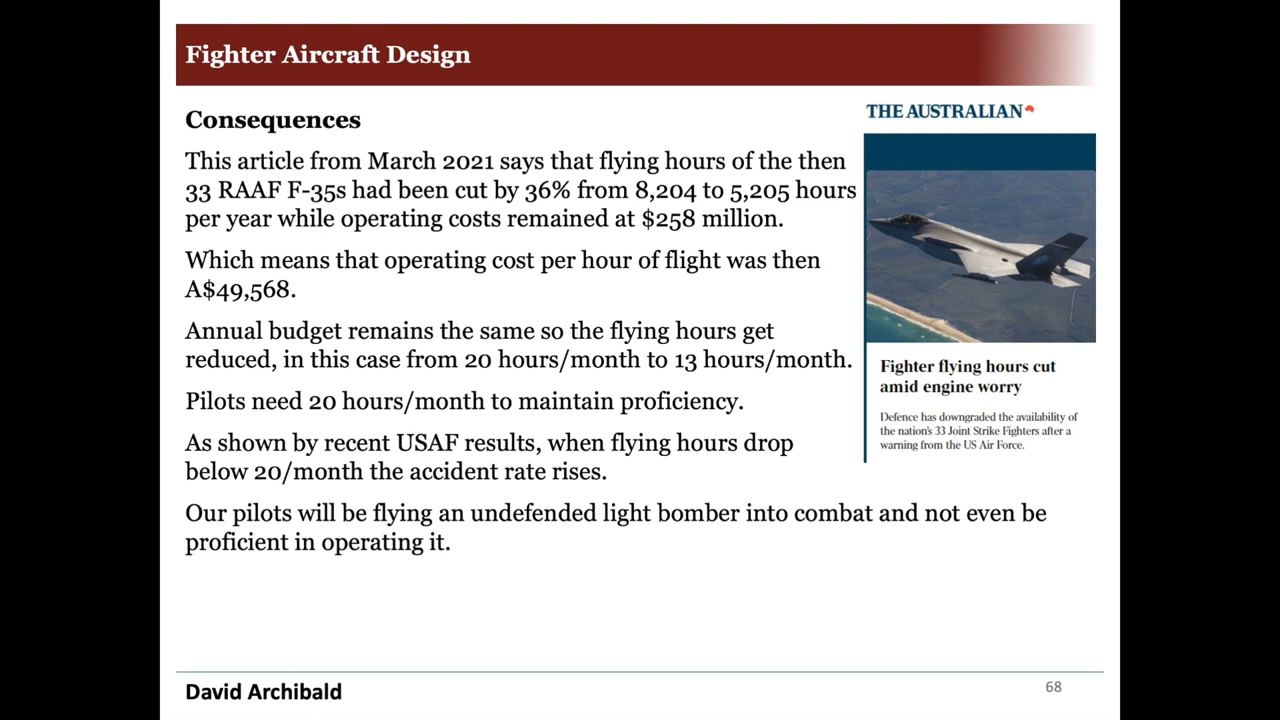 Fighter Aircraft Design
Consequences
This article from March 2021 says that flying hours of the then
33 RAAF F-35s had been cut by 36% from 8,204 to 5,205 hours
per year while operating costs remained at $258 million.
Which means that operating cost per hour of flight was then
A$49,568.
Annual budget remains the same so the flying hours get
reduced, in this case from 20 hours/month to 13 hours/month.
Pilots need 20 hours/month to maintain proficiency.
As shown by recent USAF results, when flying hours drop
below 20/month the accident rate rises.
Our pilots will be flying an undefended light bomber into combat and not even be
proficient in operating it.
THE AUSTRALIAN
Fighter flying hours cut
amid engine worry
Defence has downgraded the availability of
the nation's 33 Joint Strike Fighters after a
warning from the US Air Force.
David Archibald
68